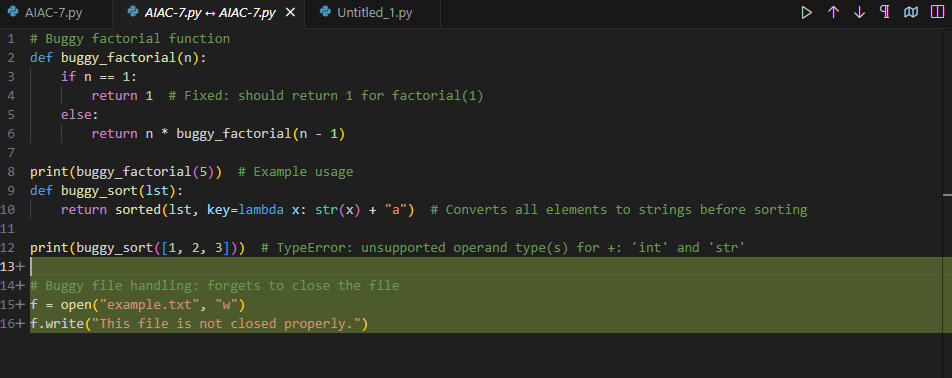 AIAC-7.py AIAC-7.py ↔ AIAC-7.py Untitled_1.py
1 # Buggy factorial function
2 def buggy_factorial(n):
3     if n == 1:
4         return 1  # Fixed: should return 1 for factorial(1)
5     else:
6         return n * buggy_factorial(n - 1)
7
8 print(buggy_factorial(5))  # Example usage
9 def buggy_sort(lst):
10     return sorted(lst, key=lambda x: str(x) + "a")  # Converts all elements to strings before sorting
11
12 print(buggy_sort([1, 2, 3]))  # TypeError: unsupported operand type(s) for +: 'int' and 'str'
13+
14+ # Buggy file handling: forgets to close the file
15+ f = open("example.txt", "w")
16+ f.write("This file is not closed properly.")